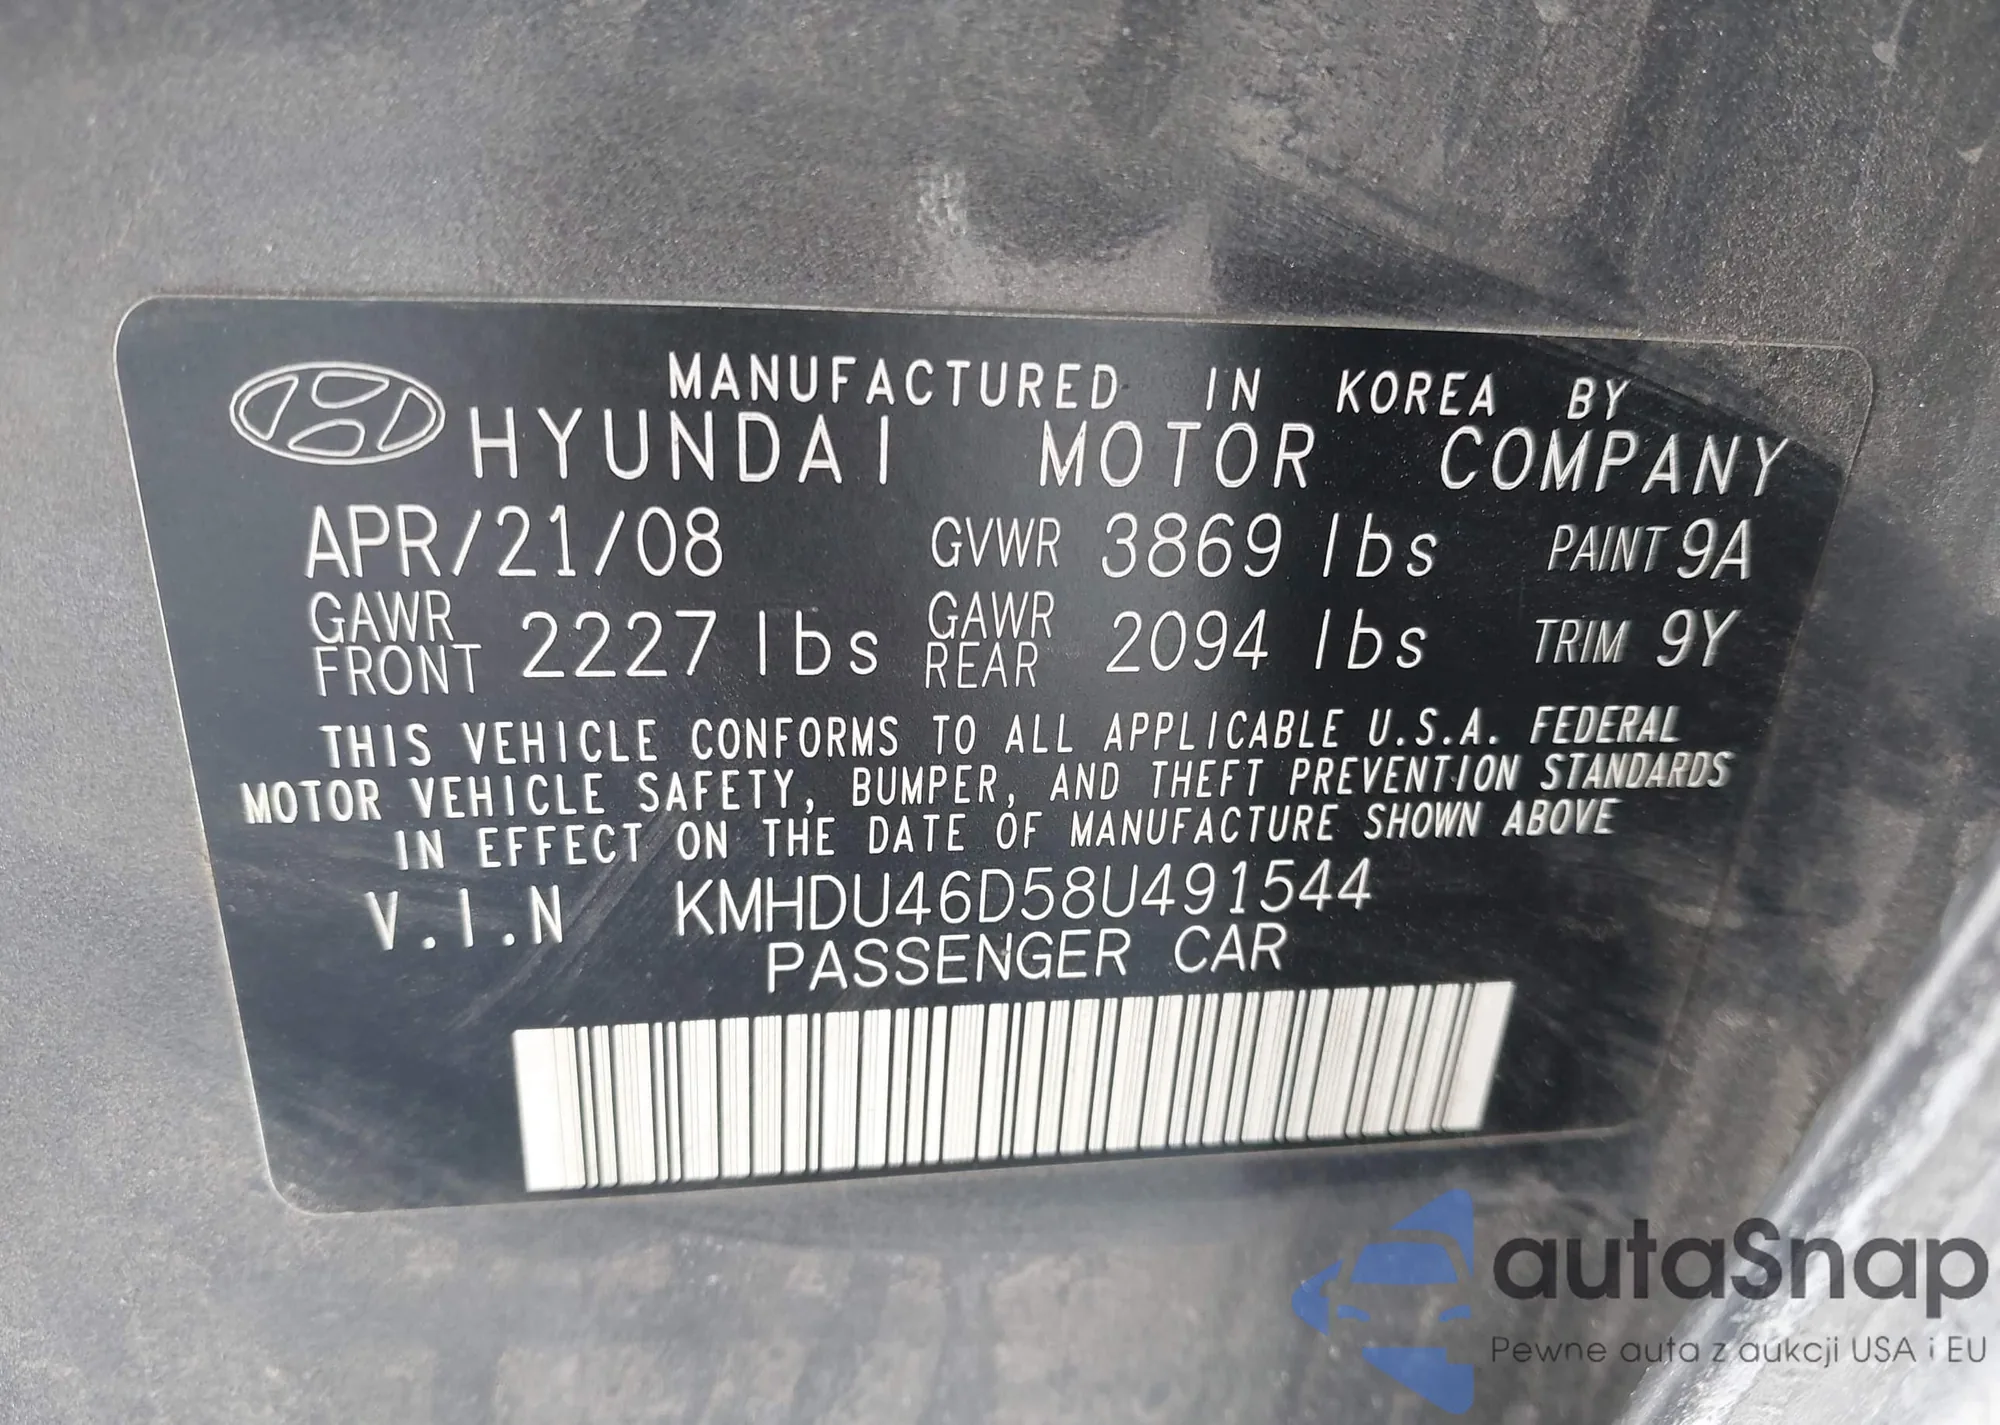 MANUFACTURED IN KOREA BY
HYUNDAI MOTOR COMPANY
APR/21/08 GVWR 3869 lbs PAINT 9A
GAWR FRONT 2227 lbs GAWR REAR 2094 lbs TRIM 9Y
THIS VEHICLE CONFORMS TO ALL APPLICABLE U.S.A. FEDERAL
MOTOR VEHICLE SAFETY, BUMPER, AND THEFT PREVENTION STANDARDS
IN EFFECT ON THE DATE OF MANUFACTURE SHOWN ABOVE
V.I.N KMHDU46D58U491544
PASSENGER CAR
autaSnap
Pewne auta z aukcji USA i EU